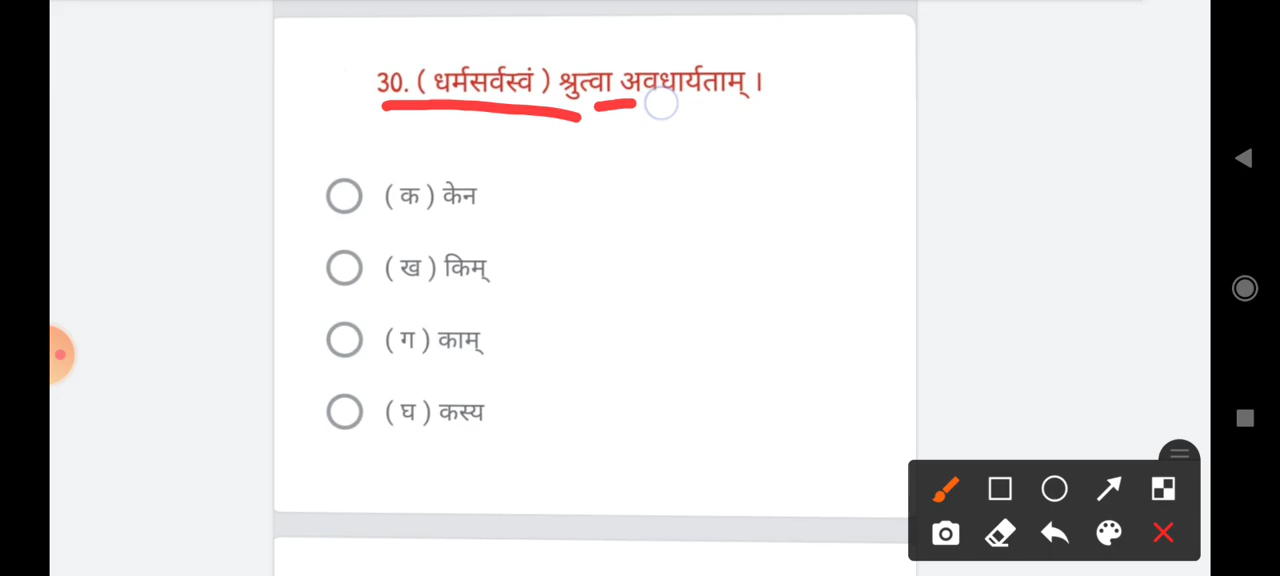 30. ( धर्मसर्वस्वं ) श्रुत्वा अवधार्यताम् ।
( क ) केन
( ख ) किम्
( ग ) काम्
( घ ) कस्य